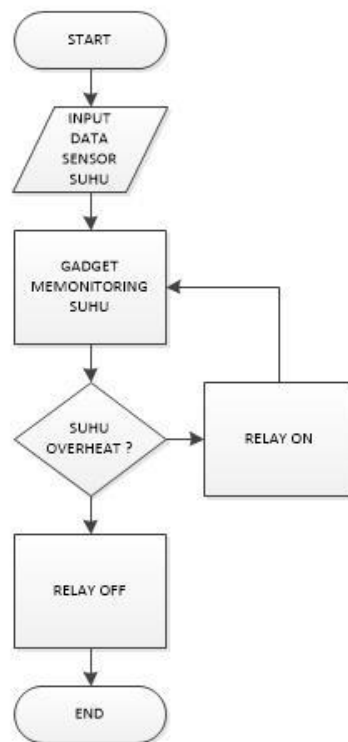 START
INPUT
DATA
SENSOR
SUHU
GADGET
MEMONITORING
SUHU
SUHU
OVERHEAT ?
RELAY ON
RELAY OFF
END